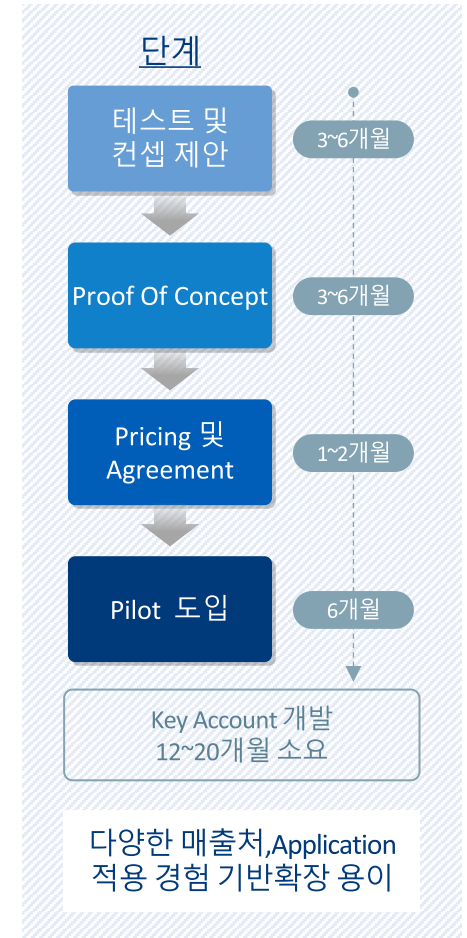 단계
테스트 및
컨셉 제안
3~6개월
Proof Of Concept
3~6개월
Pricing 및
Agreement
1~2개월
Pilot 도입
6개월
Key Account 개발
12~20개월 소요
다양한 매출처,Application
적용 경험 기반확장 용이